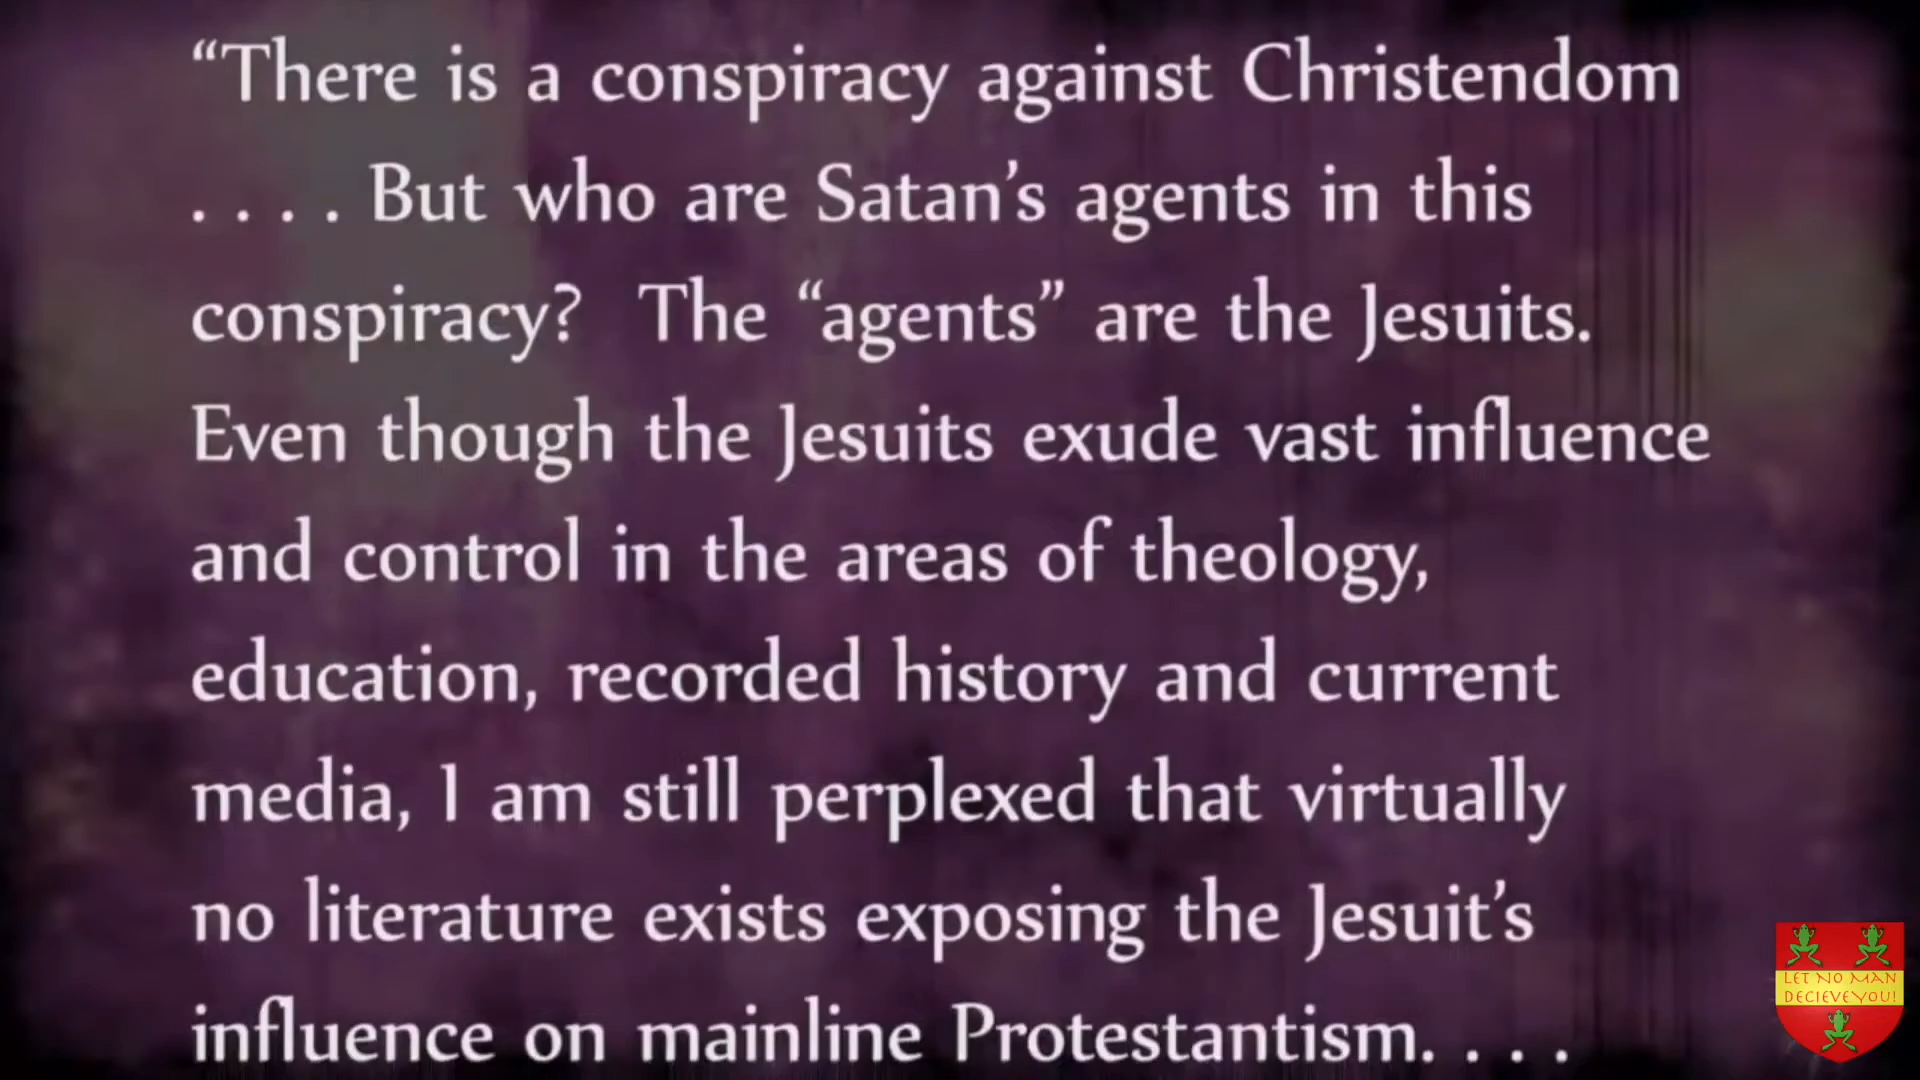 “There is a conspiracy against Christendom
. . . . But who are Satan’s agents in this
conspiracy?  The “agents” are the Jesuits.
Even though the Jesuits exude vast influence
and control in the areas of theology,
education, recorded history and current
media, I am still perplexed that virtually
no literature exists exposing the Jesuit’s
influence on mainline Protestantism. . . .
LET NO MAN
DECIEVE YOU!